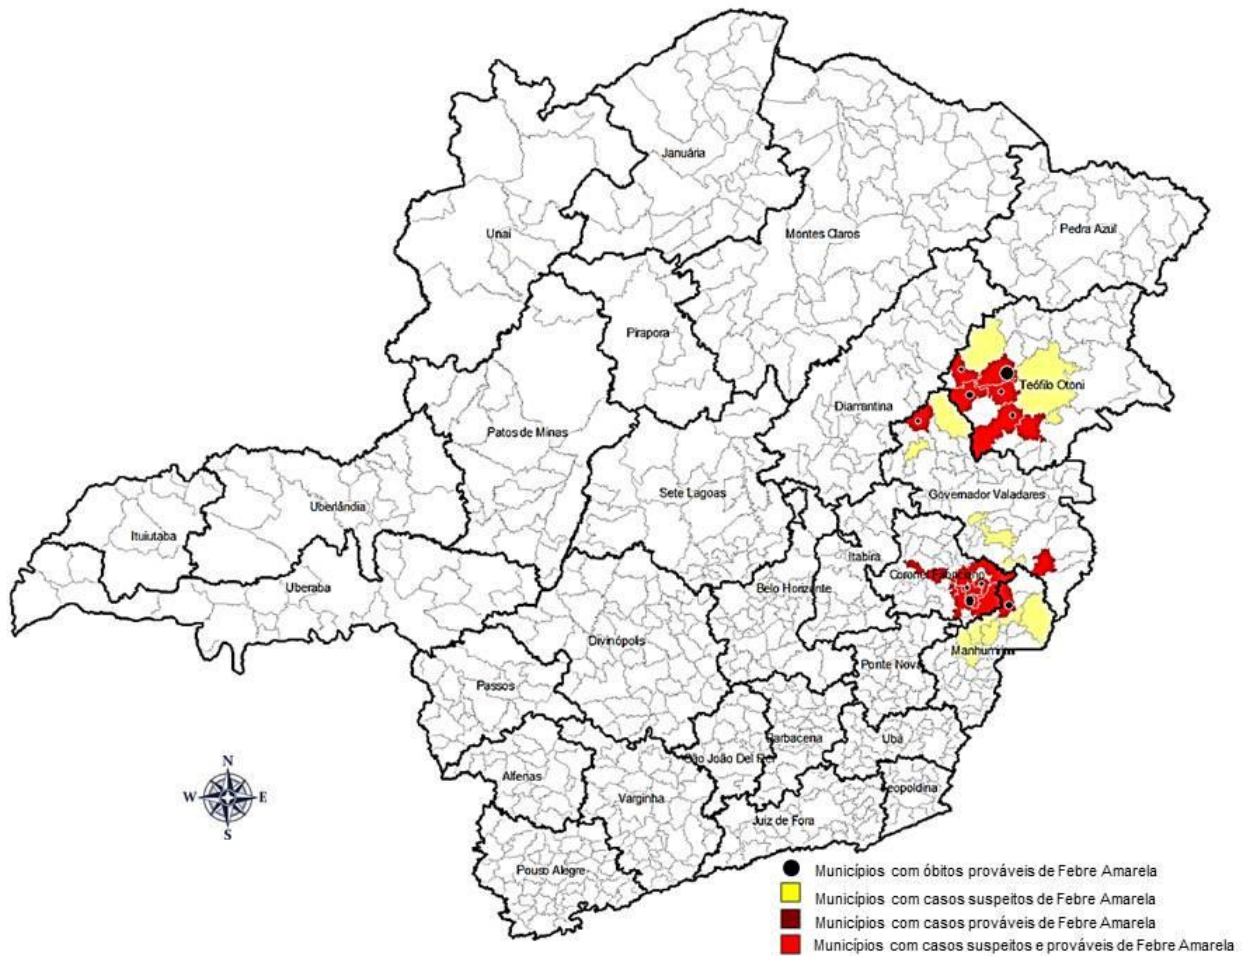 Januária
Pedra Azul
Unaí
Montes Claros
Pirapora
Teófilo Otoni
Diamantina
Patos de Minas
Sete Lagoas
Governador Valadares
Uberlândia
Ituiutaba
Itabira
Coronel Fabriciano
Uberaba
Belo Horizonte
Divinópolis
Manhumirim
Ponte Nova
Passos
Barbacena
Ubá
São João Del Rei
N
Alfenas
Leopoldina
W
E
Varginha
Juiz de Fora
S
Pouso Alegre
Municípios com óbitos prováveis de Febre Amarela
Municípios com casos suspeitos de Febre Amarela
Municípios com casos prováveis de Febre Amarela
Municípios com casos suspeitos e prováveis de Febre Amarela